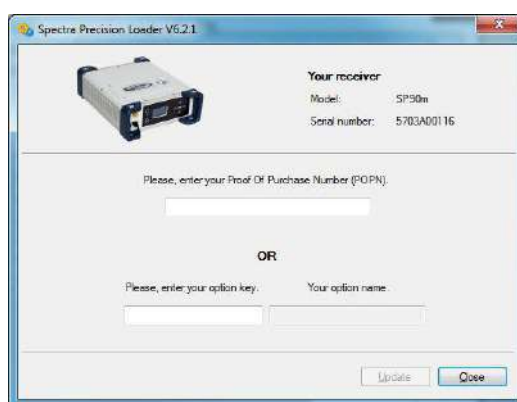 Spectra Precision Loader V6.2.1
Your receiver
Model: SP90m
Serial number: 5703A00116
Please, enter your Proof Of Purchase Number (POPN).
OR
Please, enter your option key. Your option name.
Update Close